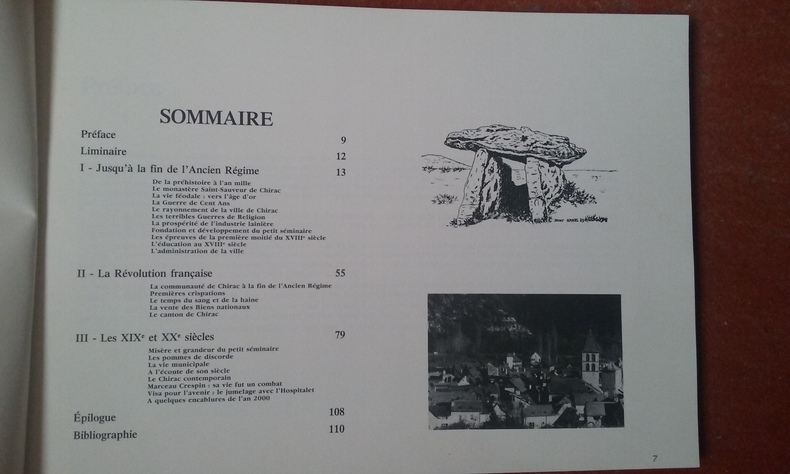 SOMMAIRE
Préface 9
Liminaire 12
I - Jusqu'à la fin de l'Ancien Régime 13
De la préhistoire à l'an mille
Le monastère Saint-Sauveur de Chirac
La vie féodale : vers l'âge d'or
La Guerre de Cent Ans
Le rayonnement de la ville de Chirac
Les terribles Guerres de Religion
La prospérité de l'industrie lainière
Fondation et développement du petit séminaire
Les épreuves de la première moitié du XVIIIe siècle
L'éducation au XVIIIe siècle
L'administration de la ville
II - La Révolution française 55
La communauté de Chirac à la fin de l'Ancien Régime
Premières crispations
Le temps du sang et de la haine
La vente des Biens nationaux
Le canton de Chirac
III - Les XIXe et XXe siècles 79
Misère et grandeur du petit séminaire
Les pommes de discorde
La vie municipale
A l'écoute de son siècle
Le Chirac contemporain
Marceau Crespin : sa vie fut un combat
Visa pour l'avenir : le jumelage avec l'Hospitalet
A quelques encablures de l'an 2000
Épilogue 108
Bibliographie 110
7